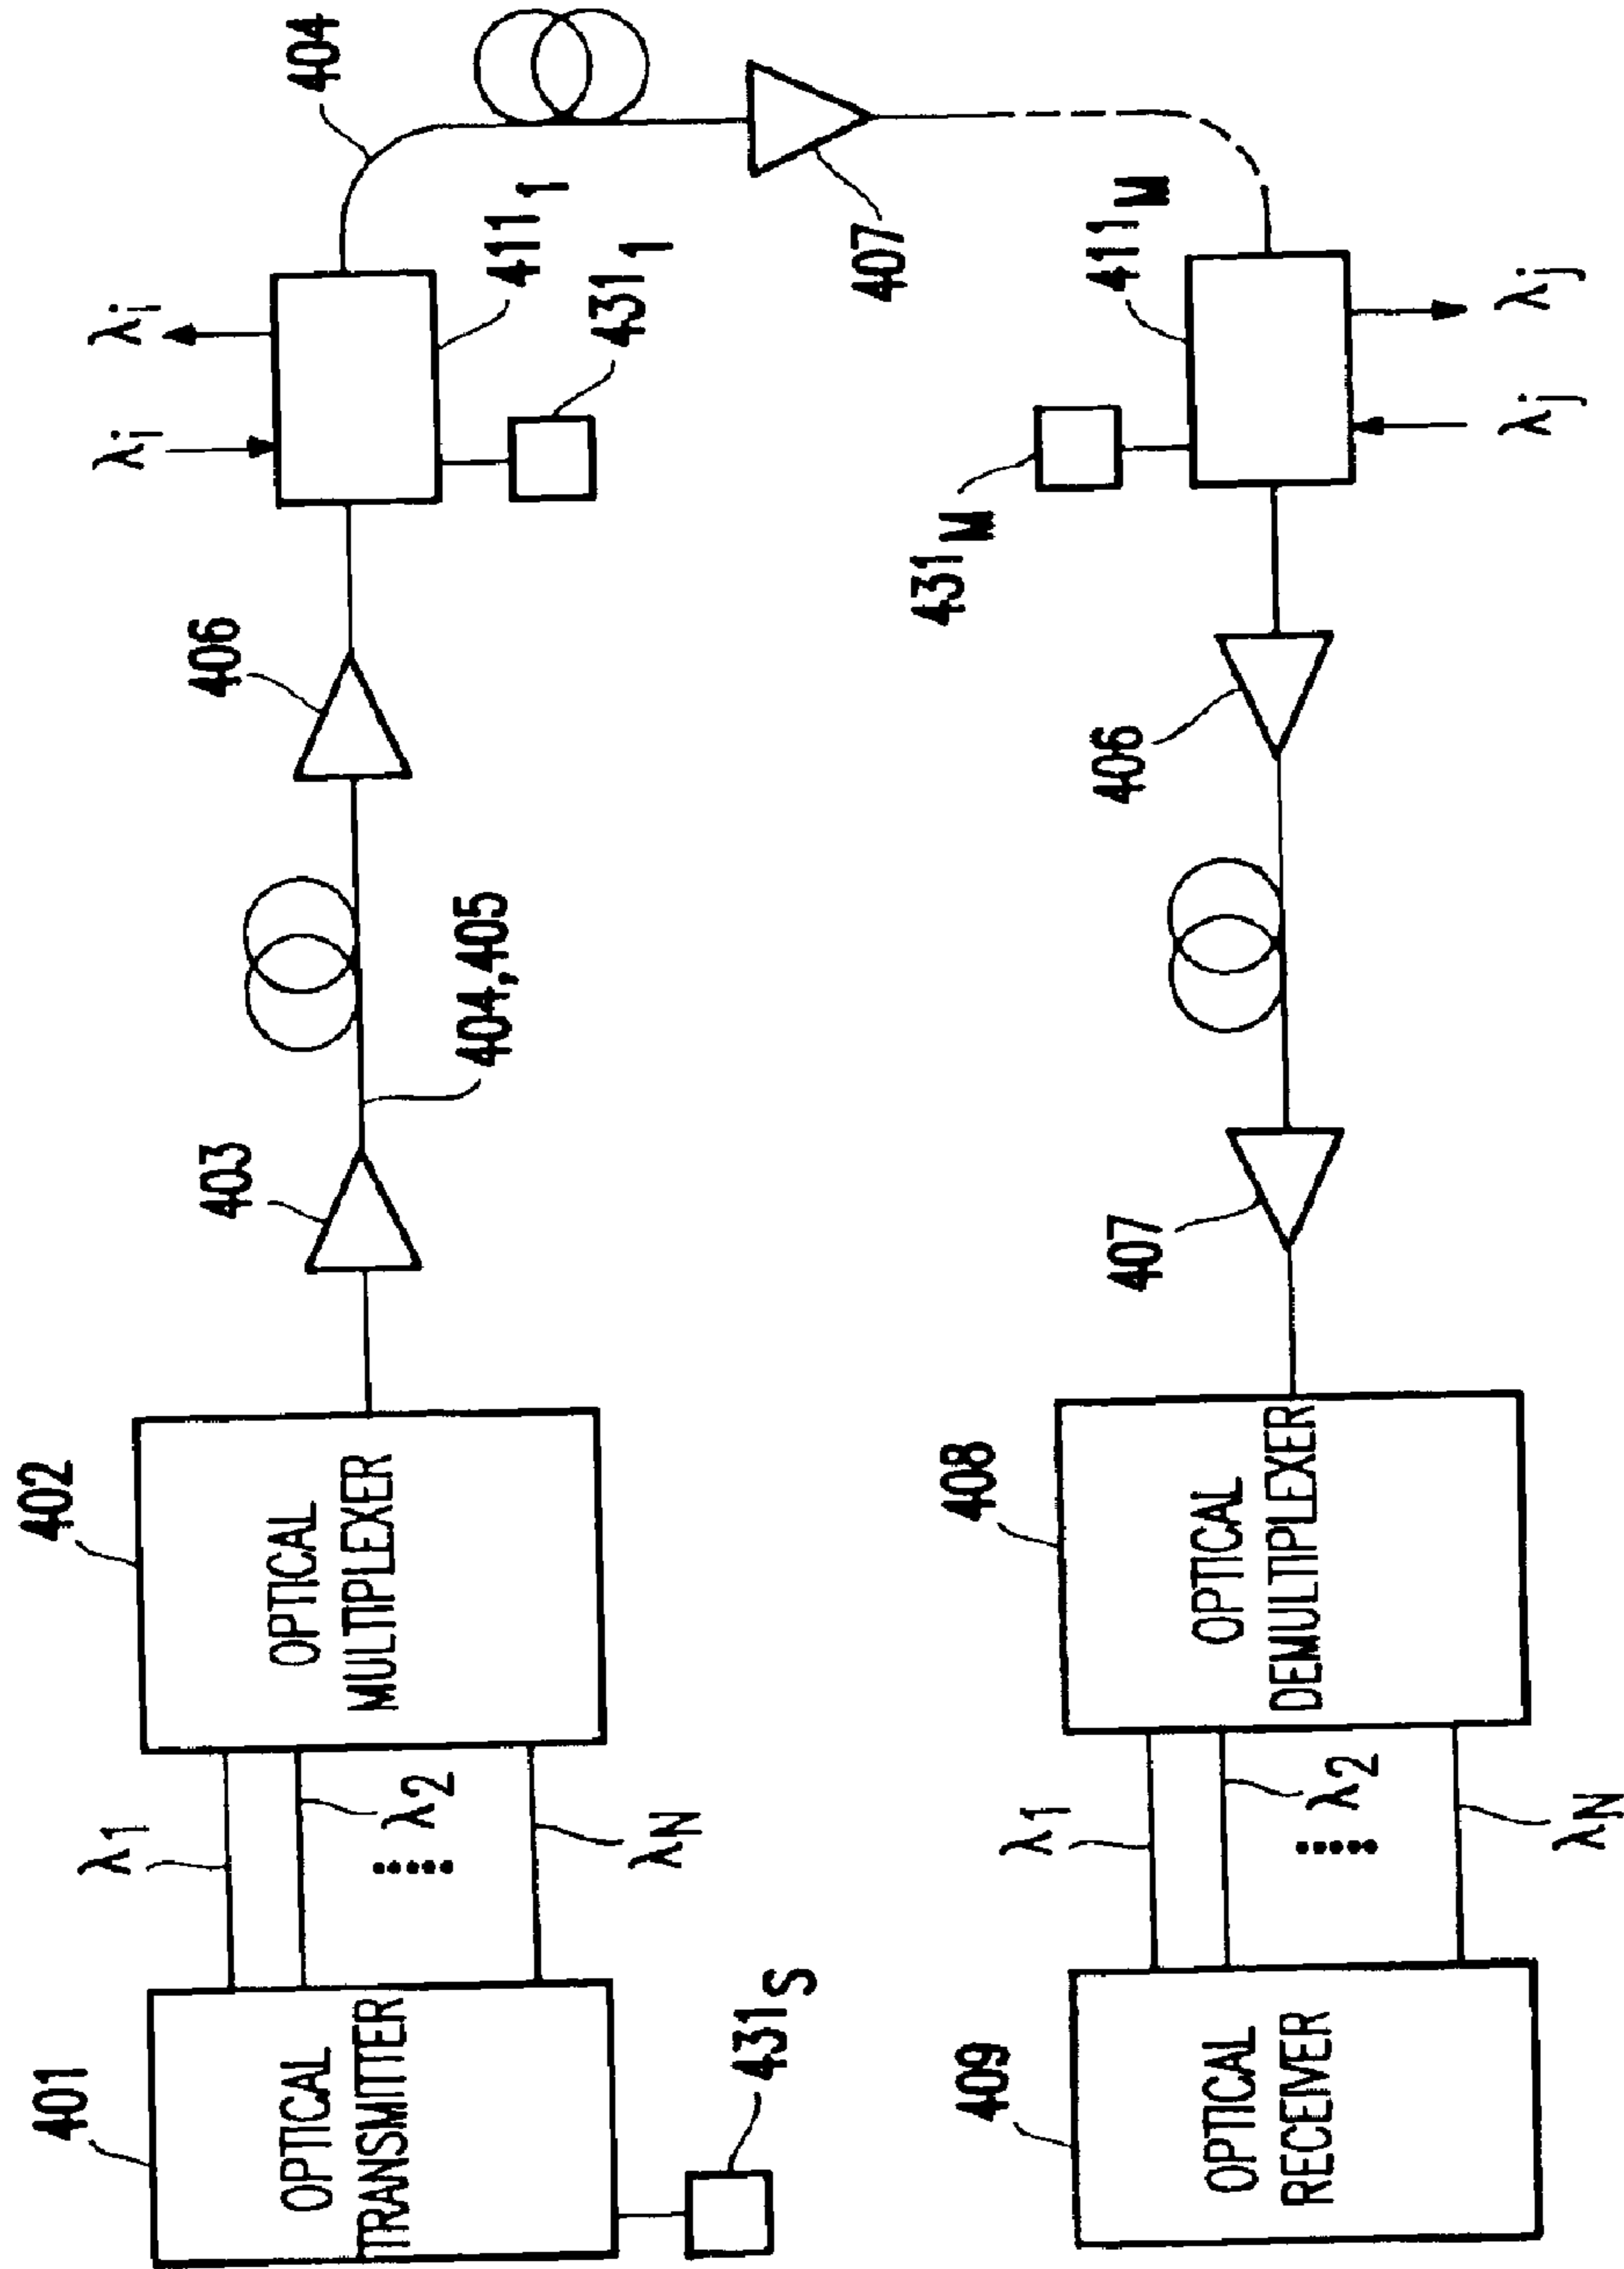 401
OPTICAL
TRANSMITTER
431S
λ1
λ2
λN
402
OPTICAL
MULTIPLEXER
403
404,405
406
λi
λi
4111
4311
404
407
409
OPTICAL
RECEIVER
λ1
λ2
λN
408
OPTICAL
DEMULTIPLEXER
407
406
431M
411M
λj
λj